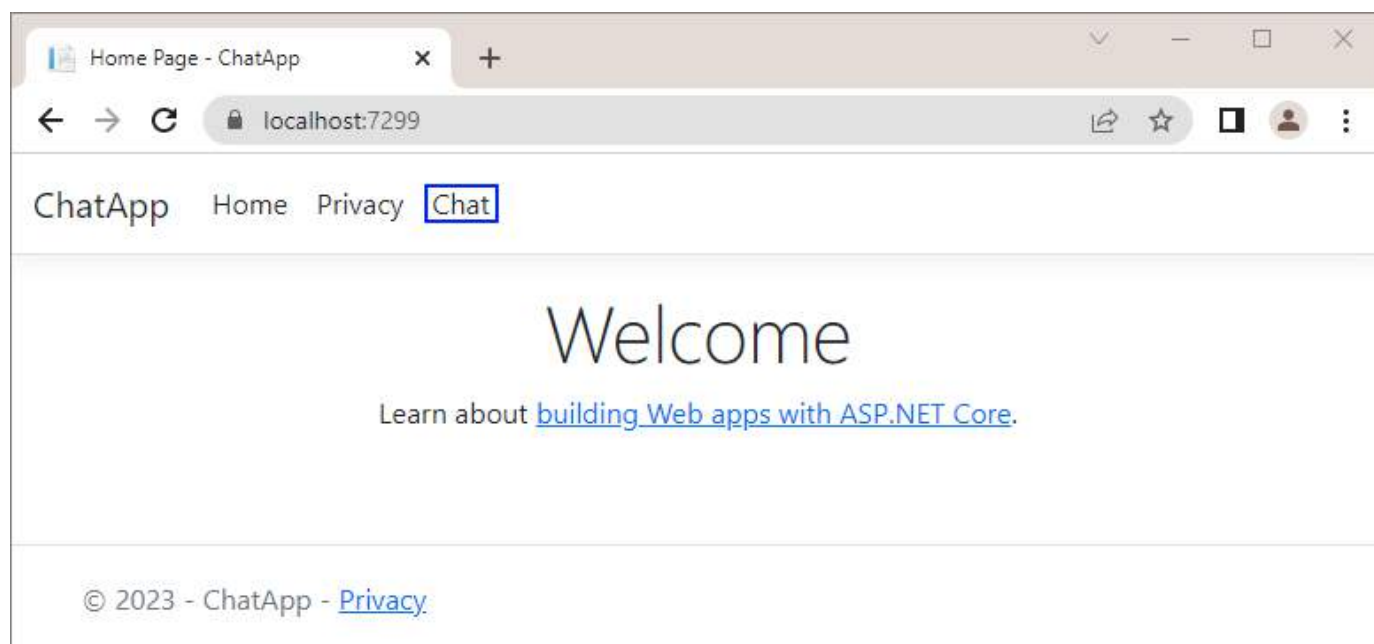 Home Page - ChatApp
localhost:7299
ChatApp Home Privacy Chat
Welcome
Learn about building Web apps with ASP.NET Core.
© 2023 - ChatApp - Privacy